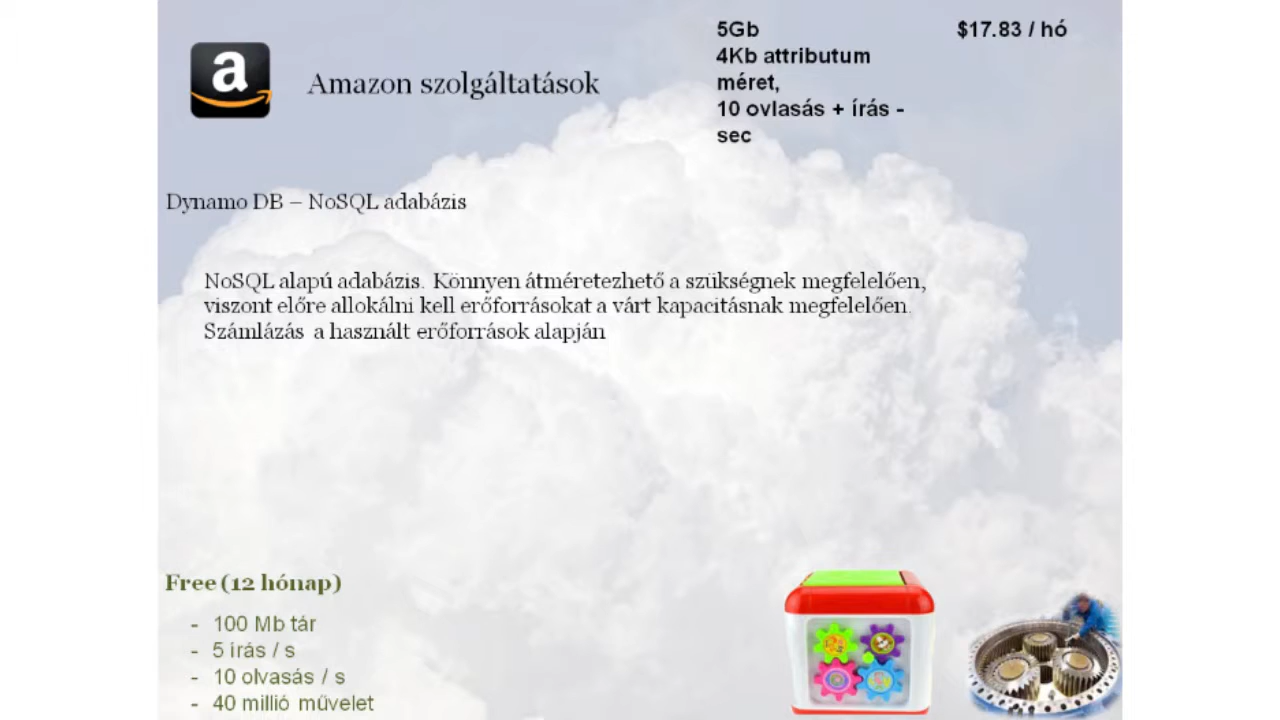 a
Amazon szolgáltatások
5Gb
4Kb attributum
méret,
10 ovlasás + írás -
sec
$17.83 / hó
Dynamo DB – NoSQL adabázis
NoSQL alapú adabázis. Könnyen átméretezhető a szükségnek megfelelően,
viszont előre allokálni kell erőforrásokat a várt kapacitásnak megfelelően.
Számlázás a használt erőforrások alapján
Free (12 hónap)
- 100 Mb tár
- 5 írás / s
- 10 olvasás / s
- 40 millió művelet